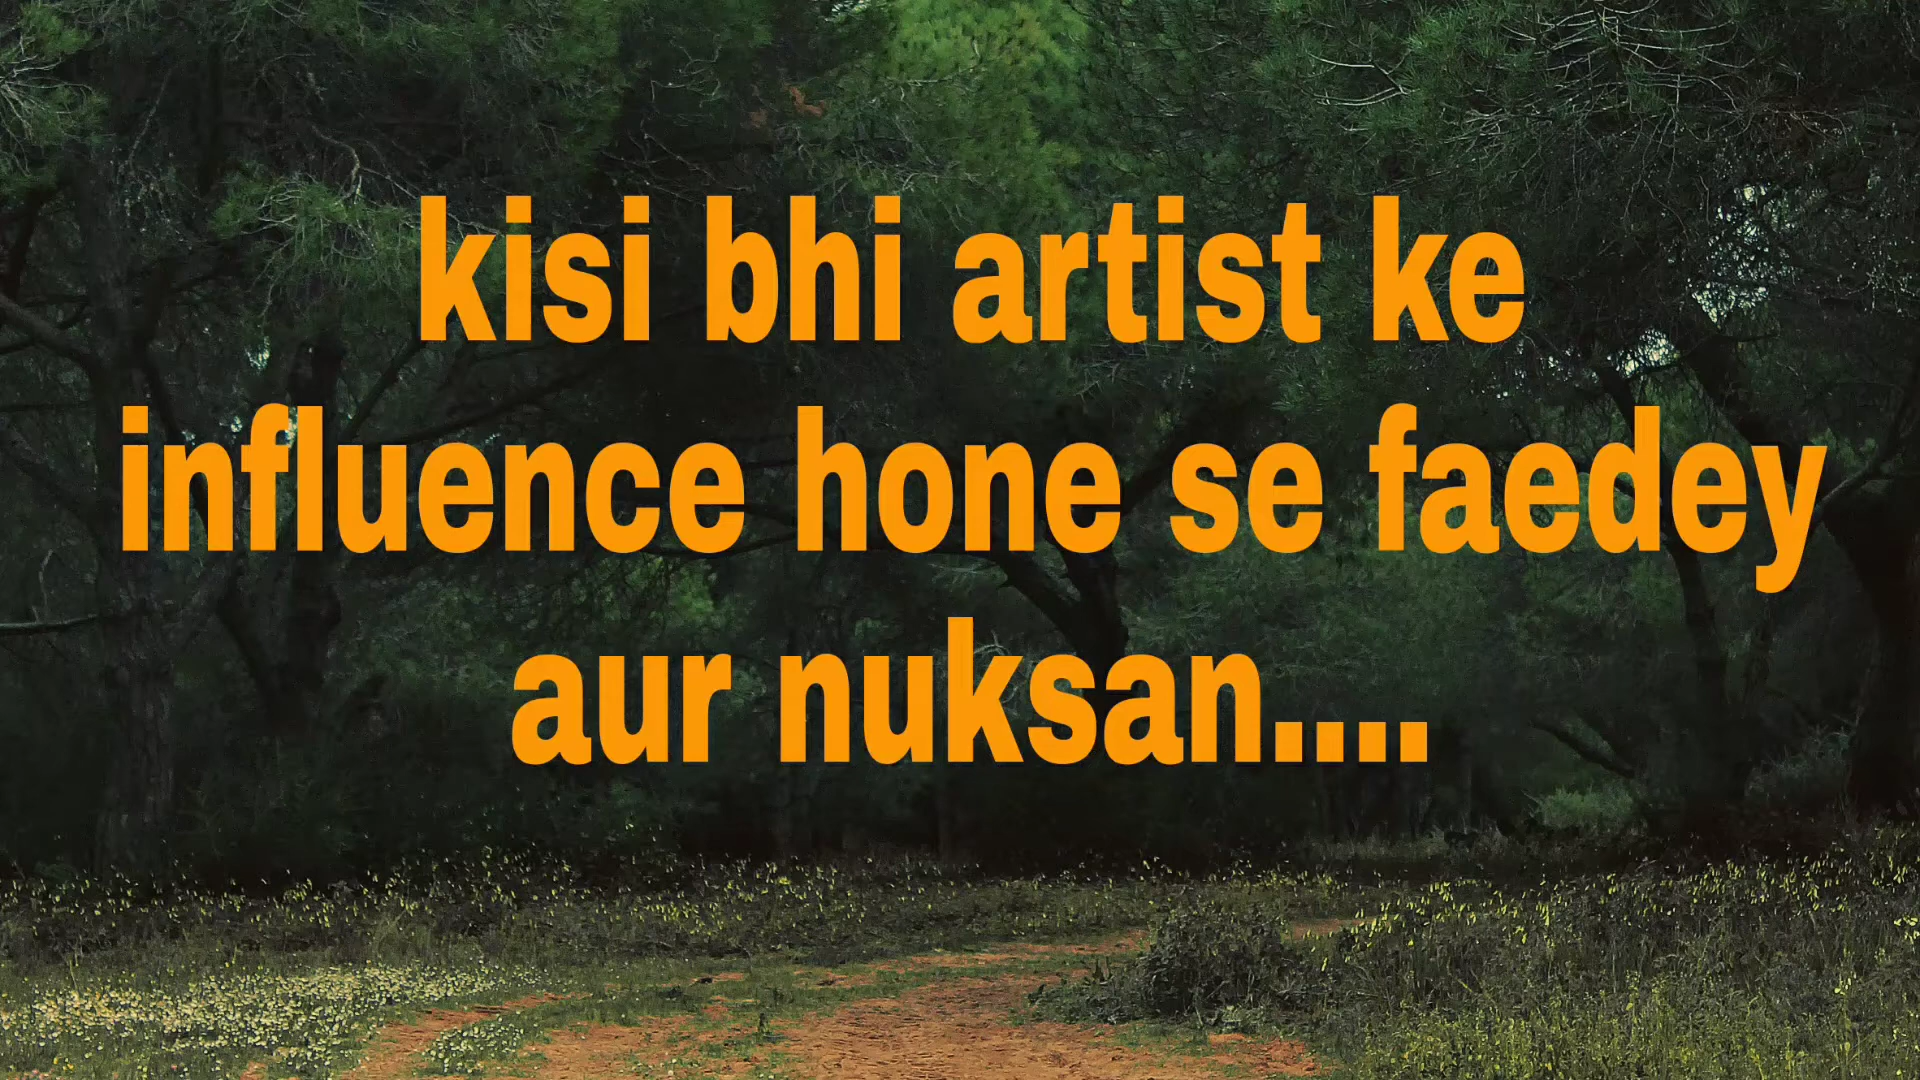 kisi bhi artist ke
influence hone se faedey
aur nuksan....